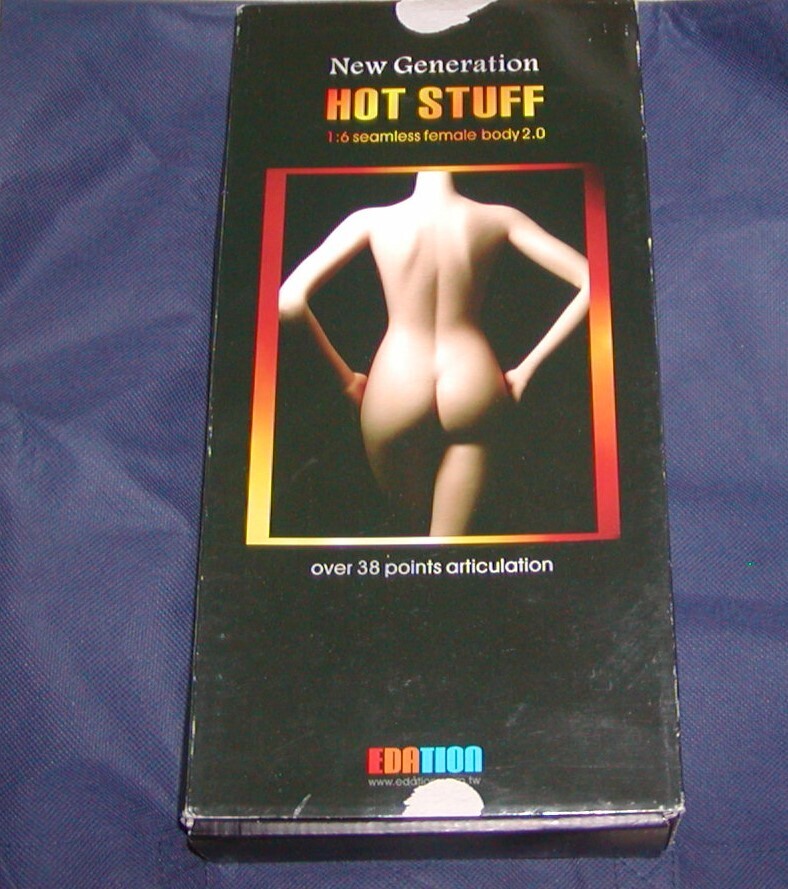 New Generation
HOT STUFF
1:6 seamless female body 2.0
over 38 points articulation
EDATION